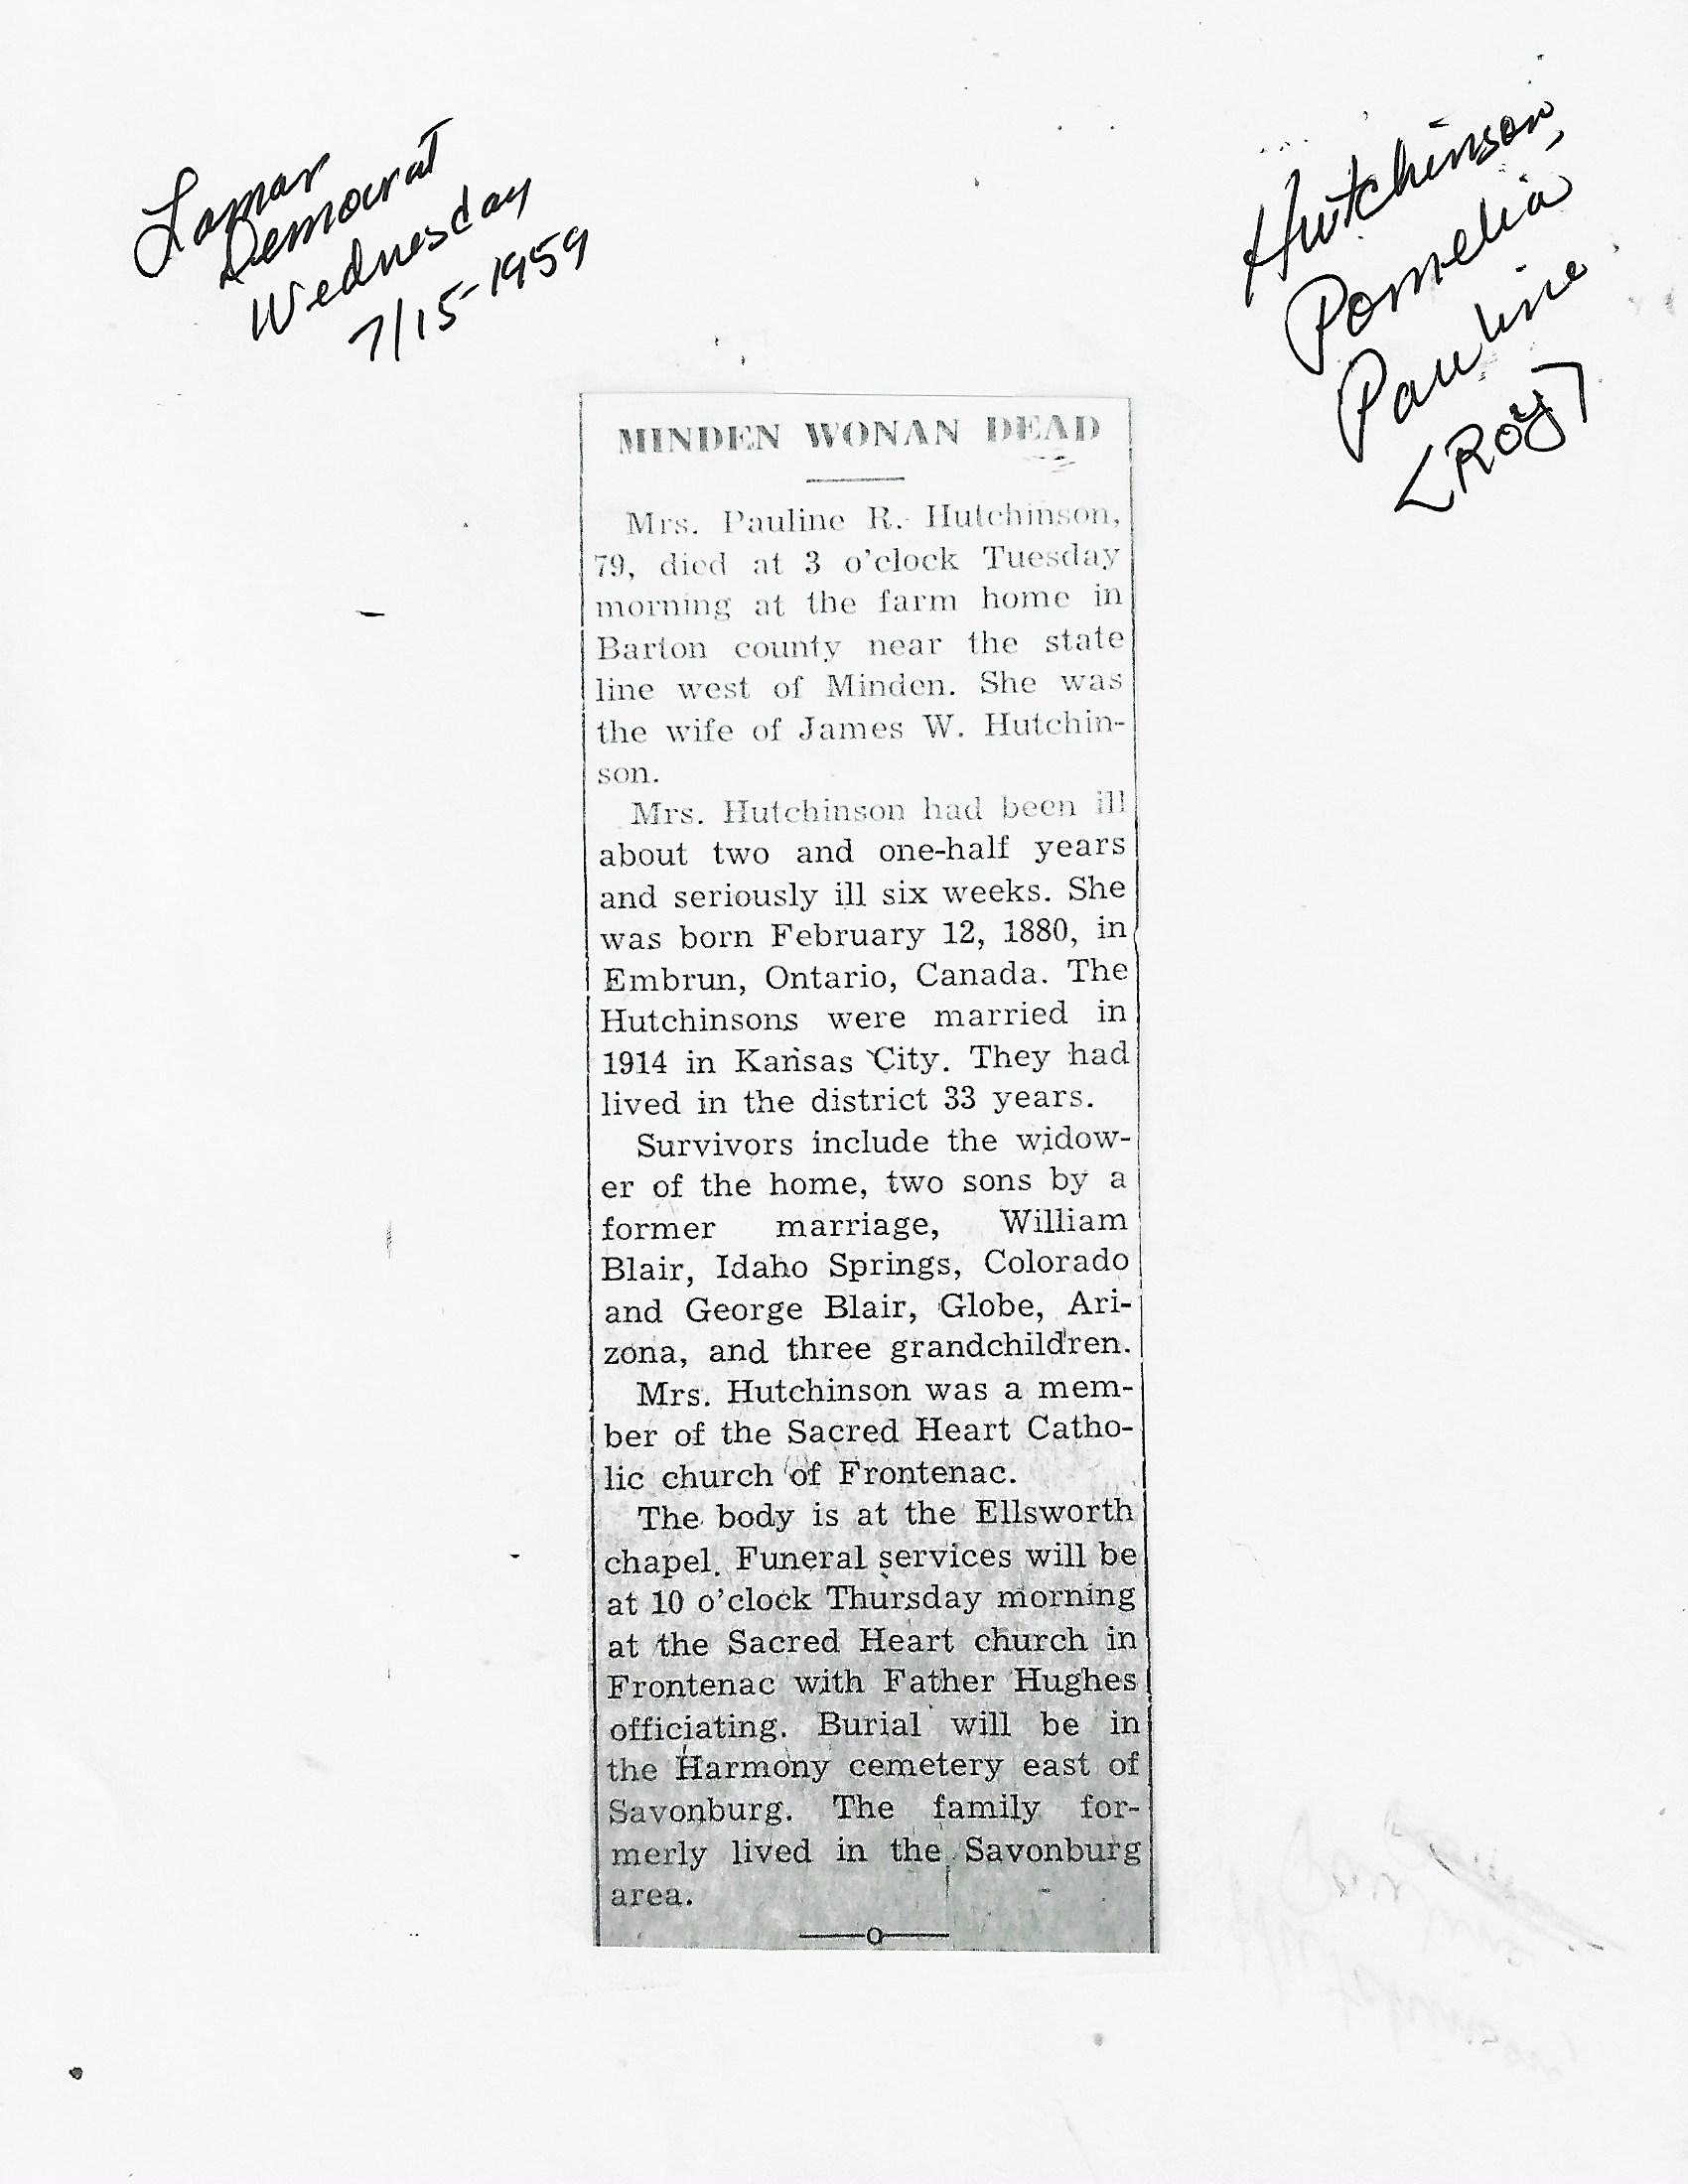 Lamar
Democrat
Wednesday
7/15-1959
Hutchinson,
Pomelia
Pauline
<Roy>
MINDEN WONAN DEAD
Mrs. Pauline R. Hutchinson,
79, died at 3 o'clock Tuesday
morning at the farm home in
Barton county near the state
line west of Minden. She was
the wife of James W. Hutchin-
son.
Mrs. Hutchinson had been ill
about two and one-half years
and seriously ill six weeks. She
was born February 12, 1880, in
Embrun, Ontario, Canada. The
Hutchinsons were married in
1914 in Kansas City. They had
lived in the district 33 years.
Survivors include the widow-
er of the home, two sons by a
former marriage, William
Blair, Idaho Springs, Colorado
and George Blair, Globe, Ari-
zona, and three grandchildren.
Mrs. Hutchinson was a mem-
ber of the Sacred Heart Catho-
lic church of Frontenac.
The body is at the Ellsworth
chapel. Funeral services will be
at 10 o'clock Thursday morning
at the Sacred Heart church in
Frontenac with Father Hughes
officiating. Burial will be in
the Harmony cemetery east of
Savonburg. The family for-
merly lived in the Savonburg
area.